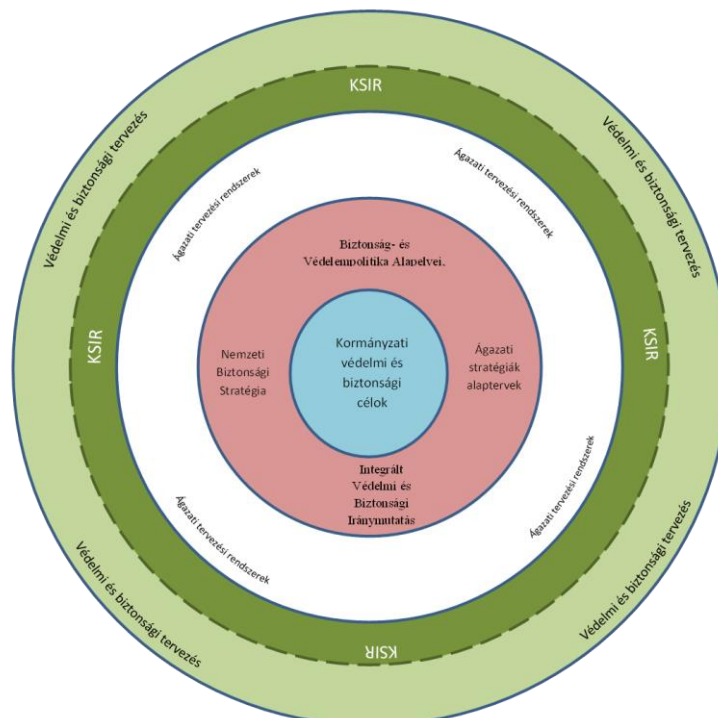 KSIR
Védelmi és biztonsági tervezés
Védelmi és biztonsági tervezés
Ágazati tervezési rendszerek
Ágazati tervezési rendszerek
Biztonság- és
Védelempolitika Alapelvei.
KSIR
KSIR
Nemzeti
Biztonsági
Stratégia
Kormányzati
védelmi és
biztonsági
célok
Ágazati
stratégiák
alaptervek
Integrált
Védelmi és
Biztonsági
Iránymutatás
Ágazati tervezési rendszerek
Ágazati tervezési rendszerek
Védelmi és biztonsági tervezés
Védelmi és biztonsági tervezés
KSIR